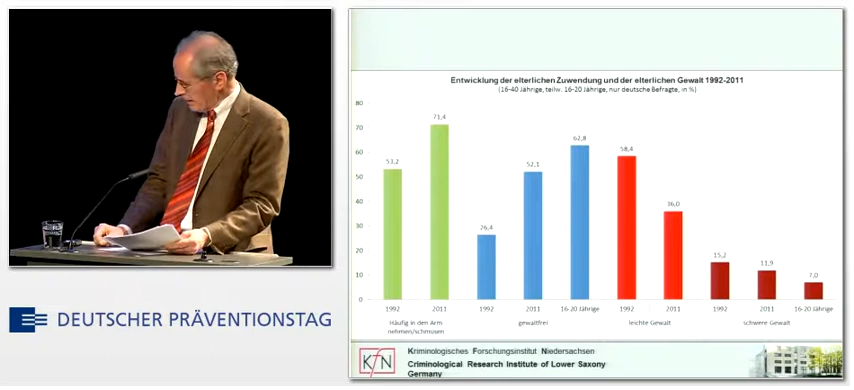 DEUTSCHER PRÄVENTIONSTAG
Entwicklung der elterlichen Zuwendung und der elterlichen Gewalt 1992-2011
(16-40 Jährige, teilw. 16-20 Jährige, nur deutsche Befragte, in %)
80
70
60
50
40
30
20
10
0
53,2
71,4
26,4
52,1
62,8
58,4
36,0
15,2
11,9
7,0
1992 2011 1992 2011 16-20 Jährige 1992 2011 1992 2011 16-20 Jährige
Häufig in den Arm
nehmen/schmusen
gewaltfrei
leichte Gewalt
schwere Gewalt
KFN
Kriminologisches Forschungsinstitut Niedersachsen
Criminological Research Institute of Lower Saxony
Germany